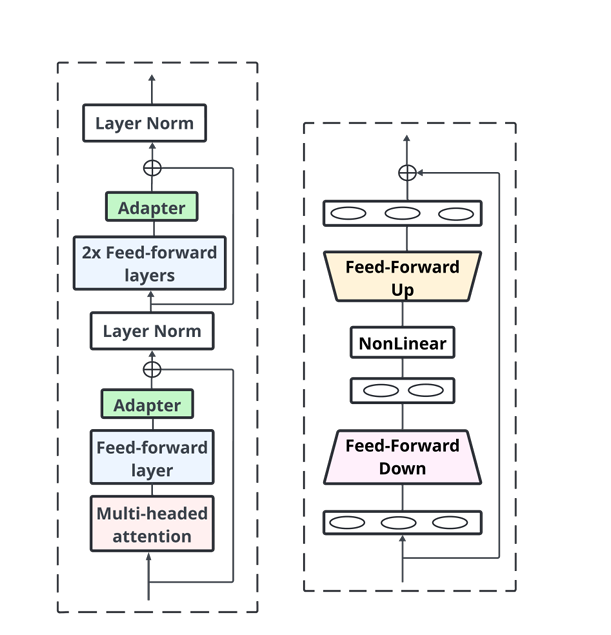 Layer Norm
Adapter
2x Feed-forward
layers
Layer Norm
Adapter
Feed-forward
layer
Multi-headed
attention
Feed-Forward
Up
NonLinear
Feed-Forward
Down